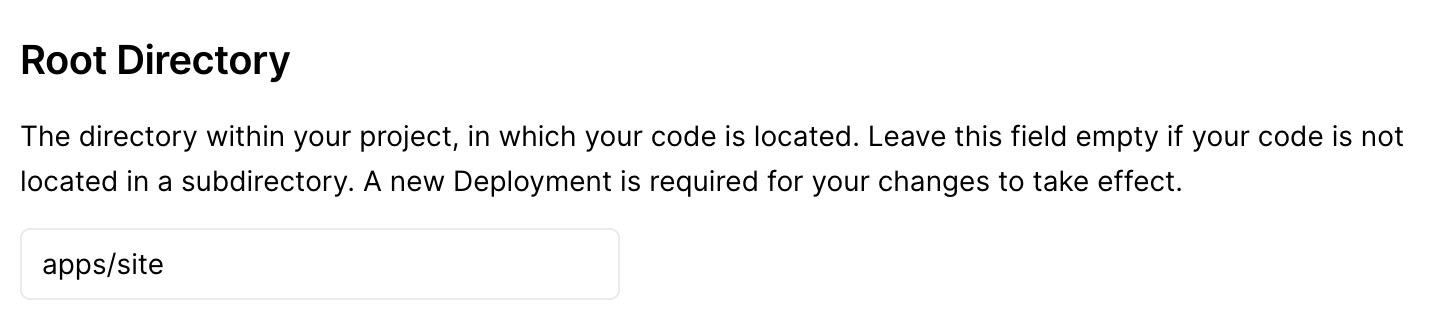 Root Directory
The directory within your project, in which your code is located. Leave this field empty if your code is not
located in a subdirectory. A new Deployment is required for your changes to take effect.
apps/site